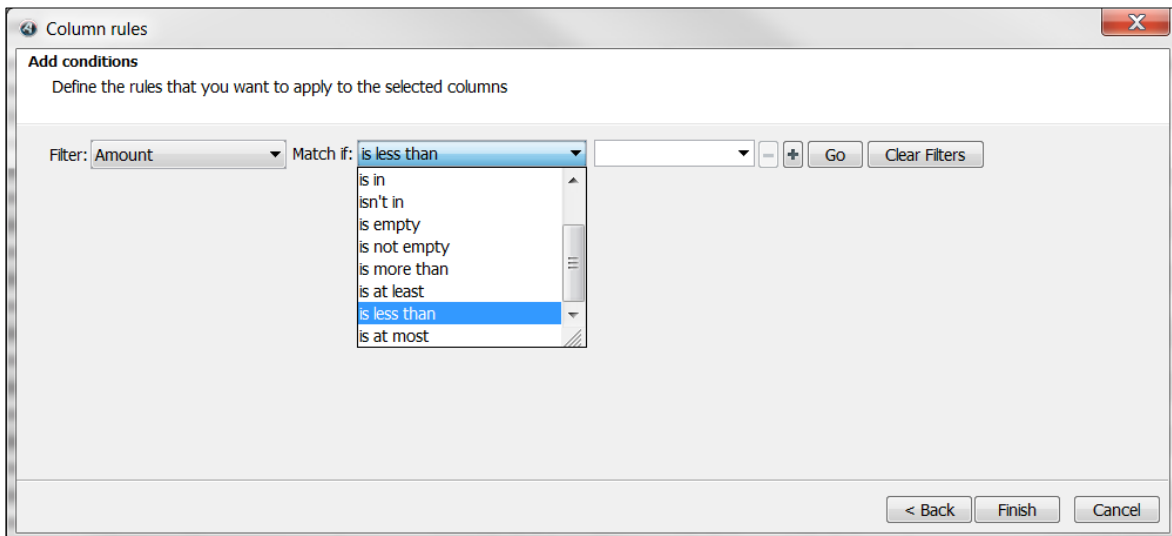 Column rules
Add conditions
Define the rules that you want to apply to the selected columns
Filter: Amount Match if: is less than - + Go Clear Filters
is in
isn't in
is empty
is not empty
is more than
is at least
is less than
is at most
< Back Finish Cancel